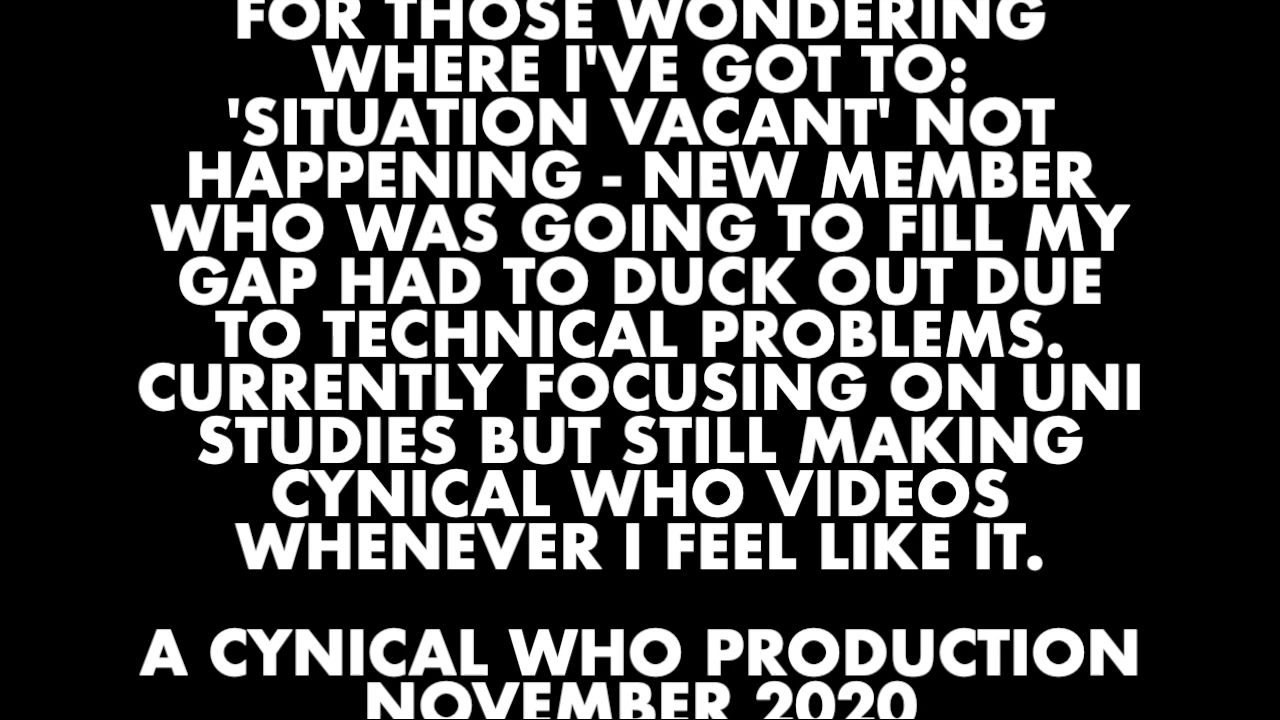 FOR THOSE WONDERING
WHERE I'VE GOT TO:
'SITUATION VACANT' NOT
HAPPENING - NEW MEMBER
WHO WAS GOING TO FILL MY
GAP HAD TO DUCK OUT DUE
TO TECHNICAL PROBLEMS.
CURRENTLY FOCUSING ON UNI
STUDIES BUT STILL MAKING
CYNICAL WHO VIDEOS
WHENEVER I FEEL LIKE IT.
A CYNICAL WHO PRODUCTION
NOVEMBER 2020